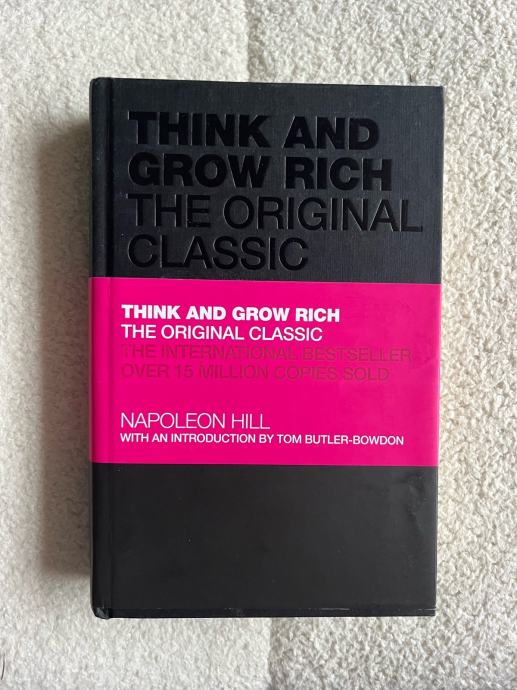 THINK AND
GROW RICH
THE ORIGINAL
CLASSIC
THINK AND GROW RICH
THE ORIGINAL CLASSIC
THE INTERNATIONAL BESTSELLER
OVER 15 MILLION COPIES SOLD
NAPOLEON HILL
WITH AN INTRODUCTION BY TOM BUTLER-BOWDON